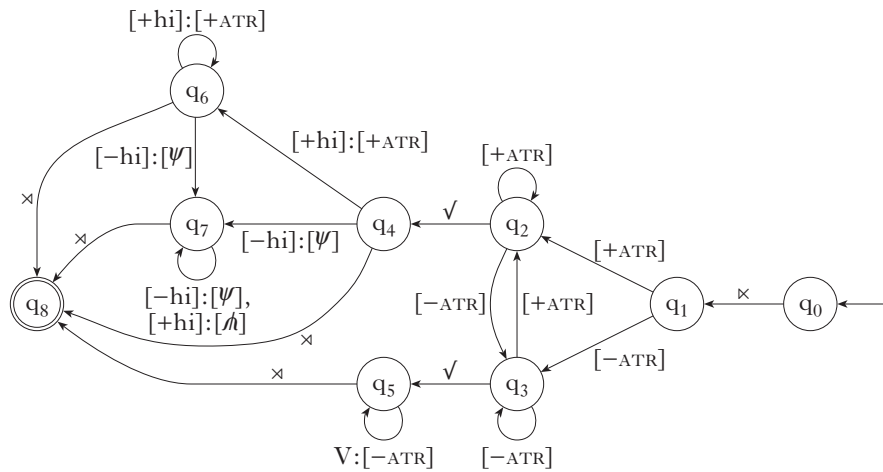 [+hi]:[+ATR]
q6
[+hi]:[+ATR]
[+ATR]
[−hi]:[ψ]
⋊
√
q2
q4
q7
[−hi]:[ψ]
⋊
[+ATR]
[−hi]:[ψ],
[+hi]:[]
[−ATR]
[+ATR]
q8
q1
⋉
q0
⋊
[−ATR]
⋊
√
q5
q3
V:[−ATR]
[−ATR]